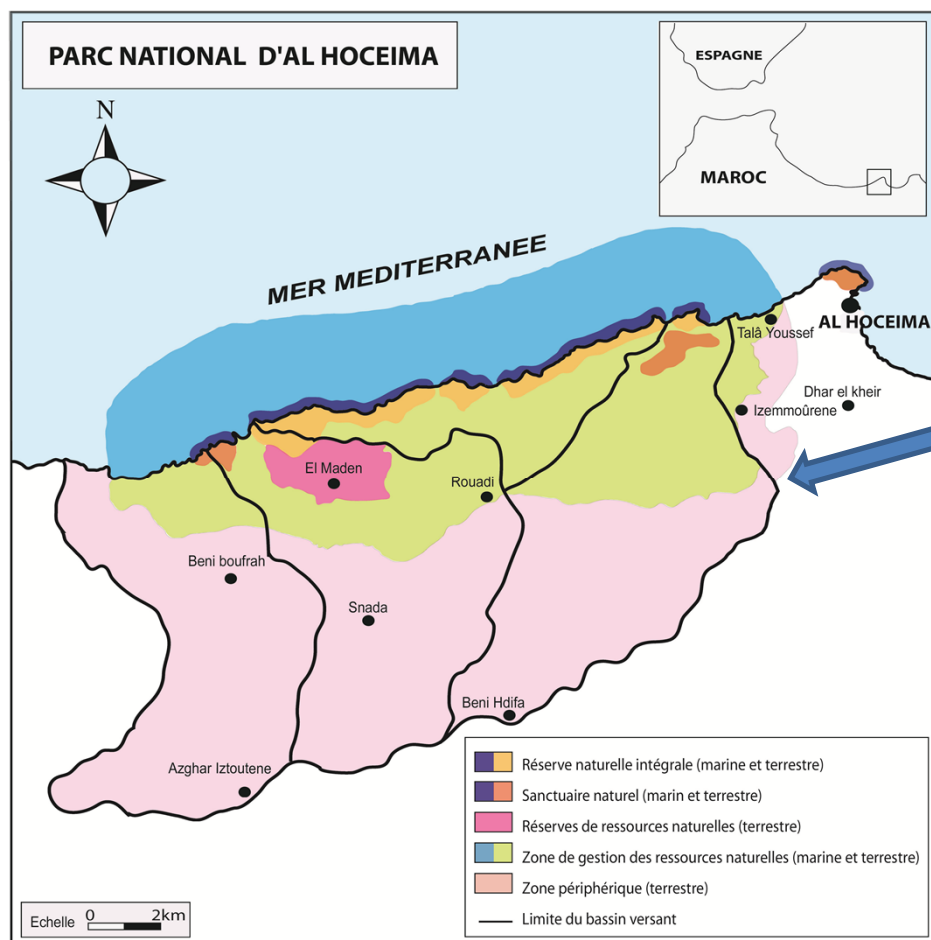 PARC NATIONAL D'AL HOCEIMA
N
ESPAGNE
MAROC
MER MEDITERRANEE
AL HOCEIMA
Talâ Youssef
Dhar el kheir
Izemmoûrene
El Maden
Rouadi
Beni boufrah
Snada
Beni Hdifa
Azghar Iztoutene
Réserve naturelle intégrale (marine et terrestre)
Sanctuaire naturel (marin et terrestre)
Réserves de ressources naturelles (terrestre)
Zone de gestion des ressources naturelles (marine et terrestre)
Zone périphérique (terrestre)
Limite du bassin versant
Echelle 0 2km